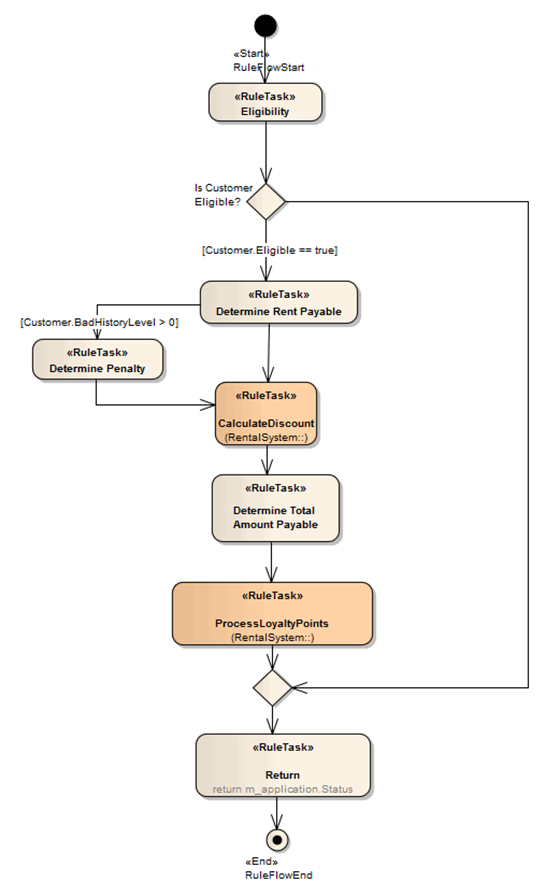 «Start»
RuleFlowStart
«RuleTask»
Eligibility
Is Customer
Eligible?
[Customer.Eligible == true]
«RuleTask»
Determine Rent Payable
[Customer.BadHistoryLevel > 0]
«RuleTask»
Determine Penalty
«RuleTask»
CalculateDiscount
(RentalSystem::)
«RuleTask»
Determine Total
Amount Payable
«RuleTask»
ProcessLoyaltyPoints
(RentalSystem::)
«RuleTask»
Return
return m_application.Status
«End»
RuleFlowEnd